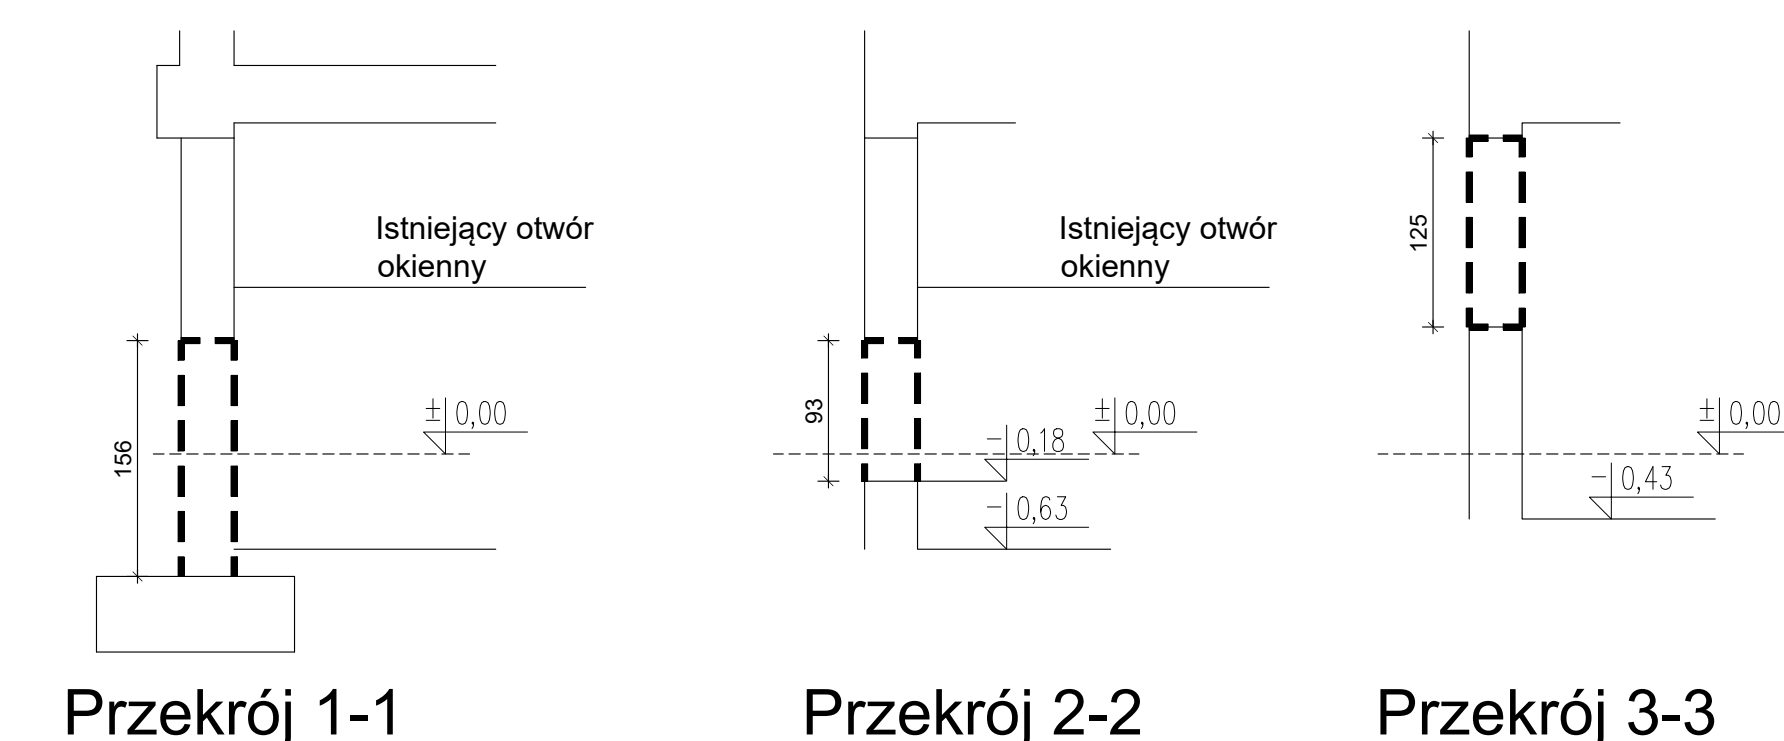 Istniejący otwór
okienny
156
± 0,00
Przekrój 1-1
Istniejący otwór
okienny
93
± 0,00
- 0,18
- 0,63
Przekrój 2-2
125
± 0,00
- 0,43
Przekrój 3-3